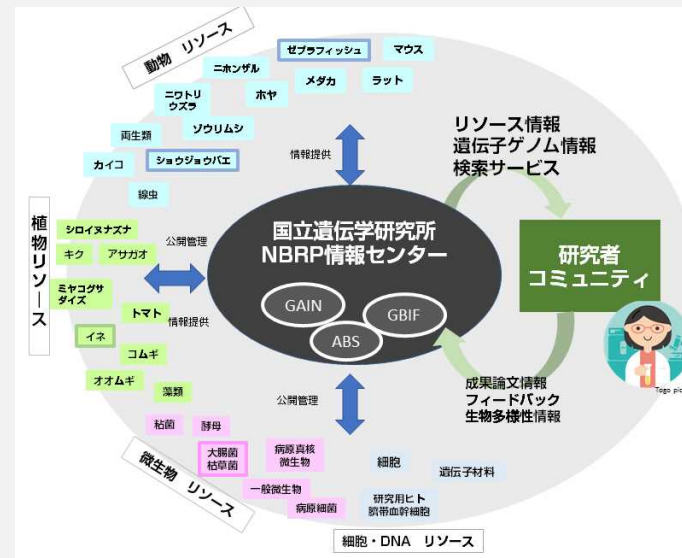 動物 リソース
ゼブラフィッシュ
マウス
ニホンザル
メダカ
ラット
ニワトリ
ウズラ
ホヤ
ゾウリムシ
両生類
カイコ
ショウジョウバエ
線虫
情報提供
リソース情報
遺伝子ゲノム情報
検索サービス
植物リソース
シロイヌナズナ
キク
アサガオ
ミヤコグサ
ダイズ
トマト
イネ
コムギ
オオムギ
藻類
公開管理
情報提供
国立遺伝学研究所
NBRP情報センター
GAIN
GBIF
ABS
研究者
コミュニティ
Togo pic
成果論文情報
フィードバック
生物多様性情報
公開管理
微生物 リソース
粘菌
酵母
大腸菌
枯草菌
病原真核
微生物
一般微生物
病原細菌
細胞
遺伝子材料
研究用ヒト
臍帯血幹細胞
細胞・DNA リソース